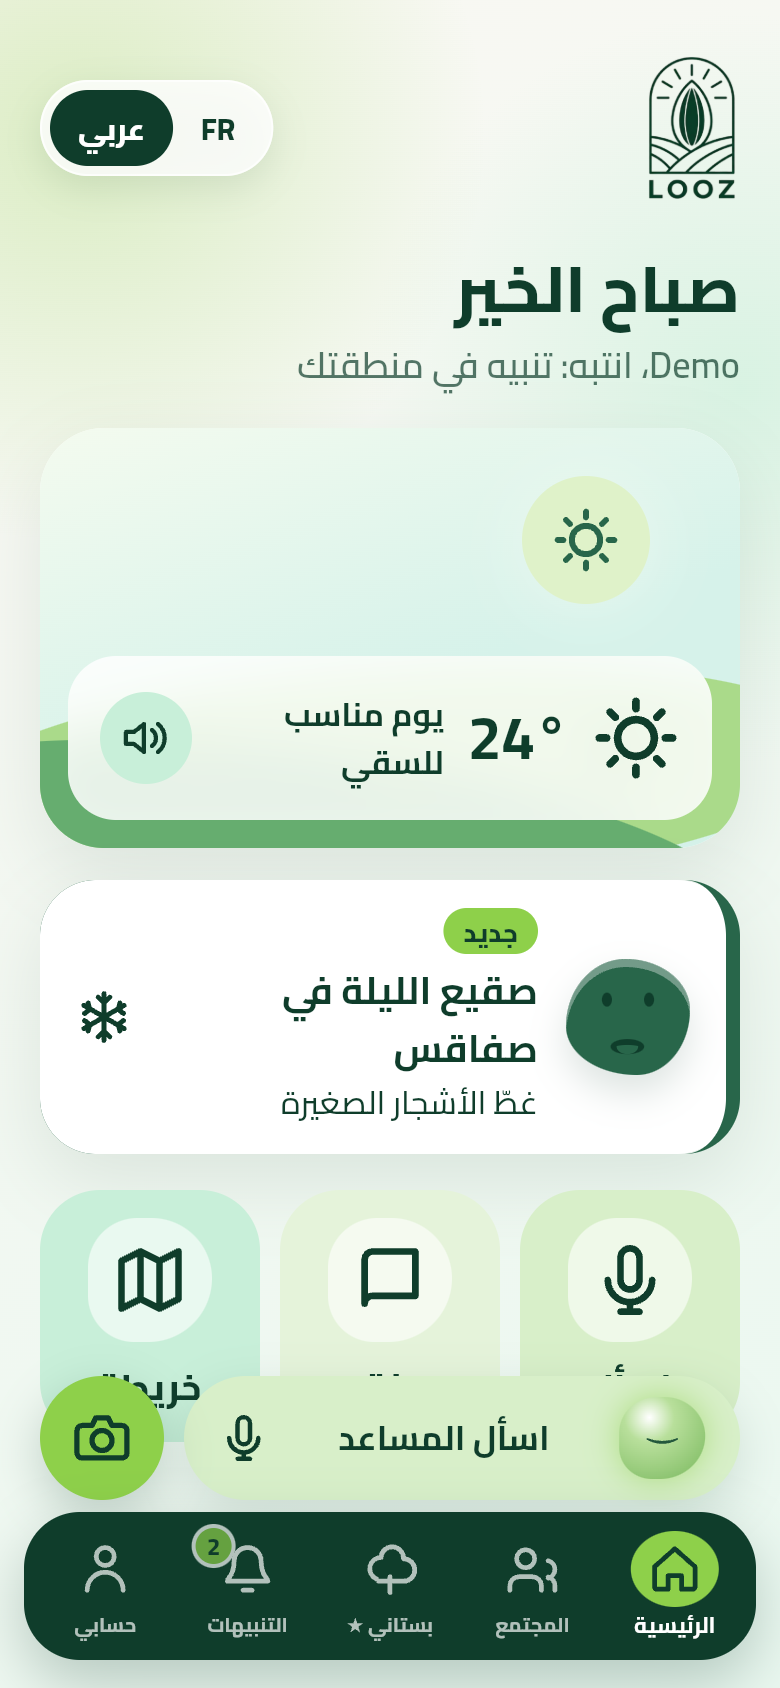 LOOZ
FR
عربي
صباح الخير
Demo، انتبه: تنبيه في منطقتك
24°
يوم مناسب
للسقي
جديد
صقيع الليلة في
صفاقس
غطّ الأشجار الصغيرة
اسأل المساعد
2
الرئيسية
المجتمع
بستاني ★
التنبيهات
حسابي